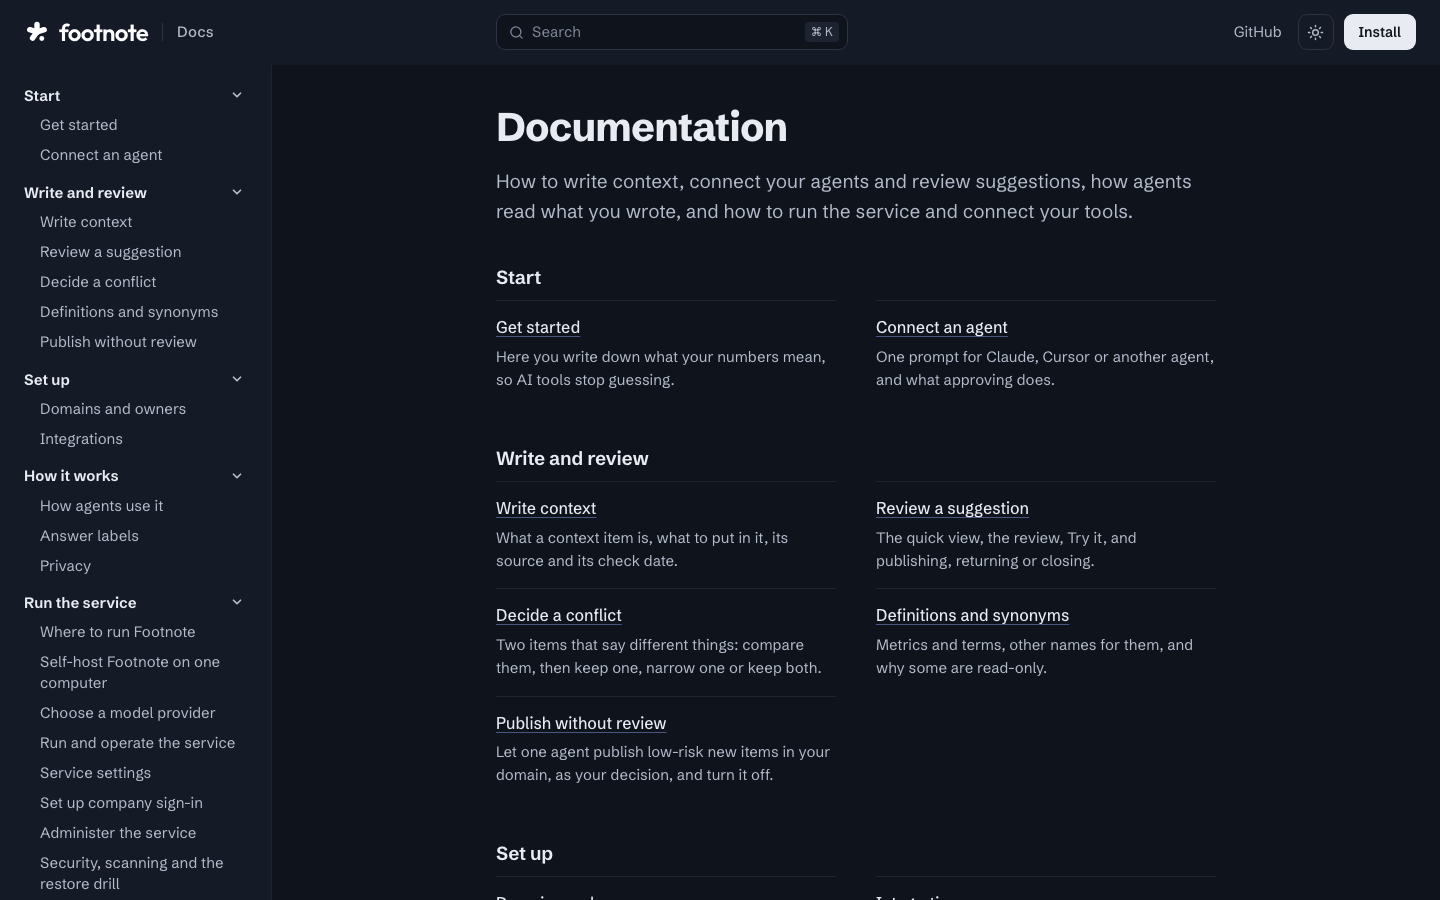 footnote
Docs
Search
⌘ K
GitHub
Install
Start
Get started
Connect an agent
Write and review
Write context
Review a suggestion
Decide a conflict
Definitions and synonyms
Publish without review
Set up
Domains and owners
Integrations
How it works
How agents use it
Answer labels
Privacy
Run the service
Where to run Footnote
Self-host Footnote on one
computer
Choose a model provider
Run and operate the service
Service settings
Set up company sign-in
Administer the service
Security, scanning and the
restore drill
Documentation
How to write context, connect your agents and review suggestions, how agents
read what you wrote, and how to run the service and connect your tools.
Start
Get started
Here you write down what your numbers mean,
so AI tools stop guessing.
Connect an agent
One prompt for Claude, Cursor or another agent,
and what approving does.
Write and review
Write context
What a context item is, what to put in it, its
source and its check date.
Review a suggestion
The quick view, the review, Try it, and
publishing, returning or closing.
Decide a conflict
Two items that say different things: compare
them, then keep one, narrow one or keep both.
Definitions and synonyms
Metrics and terms, other names for them, and
why some are read-only.
Publish without review
Let one agent publish low-risk new items in your
domain, as your decision, and turn it off.
Set up